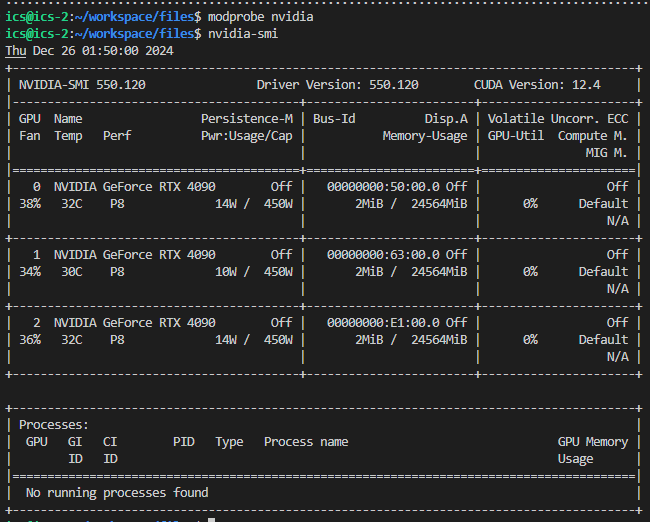 ics@ics-2:~/workspace/files$ modprobe nvidia
ics@ics-2:~/workspace/files$ nvidia-smi
Thu Dec 26 01:50:00 2024
+-----------------------------------------------------------------------------------------+
| NVIDIA-SMI 550.120                Driver Version: 550.120        CUDA Version: 12.4     |
|-----------------------------------------+------------------------+----------------------+
| GPU  Name                 Persistence-M | Bus-Id          Disp.A | Volatile Uncorr. ECC |
| Fan  Temp   Perf          Pwr:Usage/Cap |           Memory-Usage | GPU-Util  Compute M. |
|                                         |                        |               MIG M. |
|=========================================+========================+======================|
|   0  NVIDIA GeForce RTX 4090        Off |   00000000:50:00.0 Off |                  Off |
| 38%   32C    P8             14W /  450W |       2MiB /  24564MiB |      0%      Default |
|                                         |                        |                  N/A |
+-----------------------------------------+------------------------+----------------------+
|   1  NVIDIA GeForce RTX 4090        Off |   00000000:63:00.0 Off |                  Off |
| 34%   30C    P8             10W /  450W |       2MiB /  24564MiB |      0%      Default |
|                                         |                        |                  N/A |
+-----------------------------------------+------------------------+----------------------+
|   2  NVIDIA GeForce RTX 4090        Off |   00000000:E1:00.0 Off |                  Off |
| 36%   32C    P8             14W /  450W |       2MiB /  24564MiB |      0%      Default |
|                                         |                        |                  N/A |
+-----------------------------------------+------------------------+----------------------+

+-----------------------------------------------------------------------------------------+
| Processes:                                                                              |
|  GPU   GI   CI        PID   Type   Process name                              GPU Memory |
|        ID   ID                                                               Usage      |
|=========================================================================================|
|  No running processes found                                                             |
+-----------------------------------------------------------------------------------------+